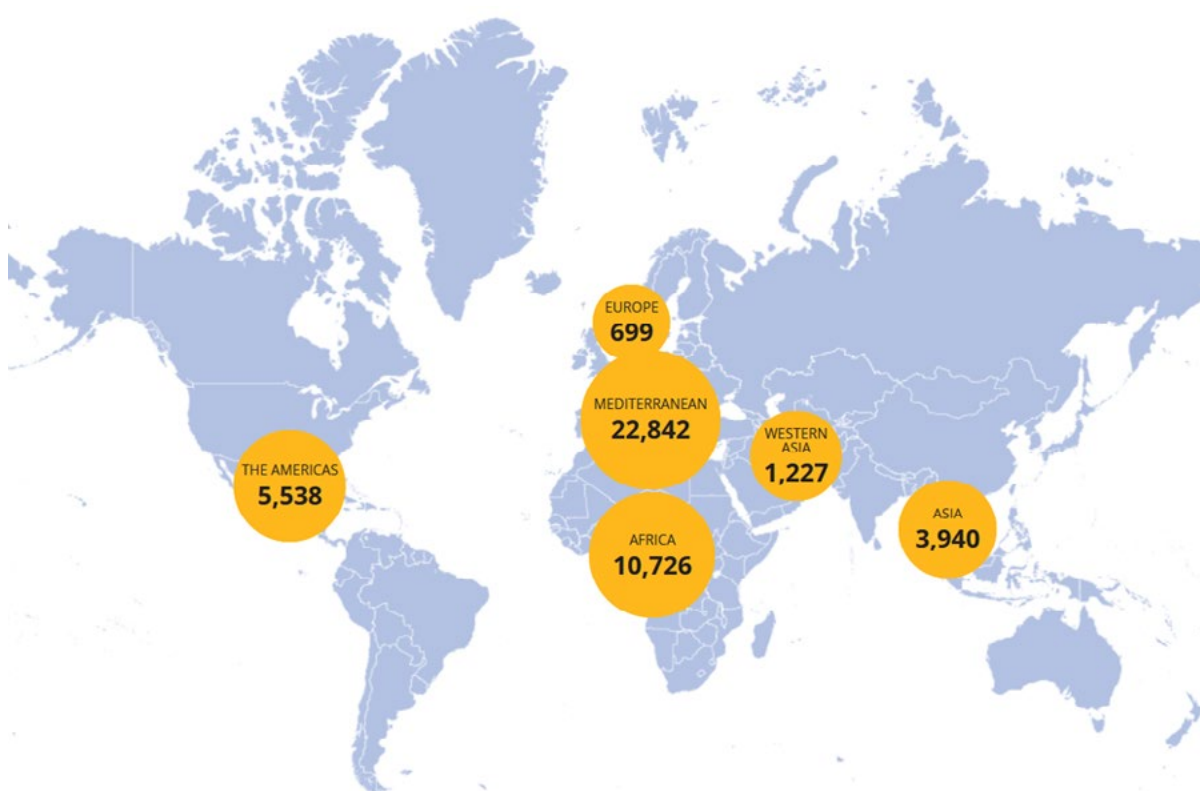 EUROPE
699
MEDITERRANEAN
22,842
WESTERN
ASIA
1,227
THE AMERICAS
5,538
ASIA
3,940
AFRICA
10,726